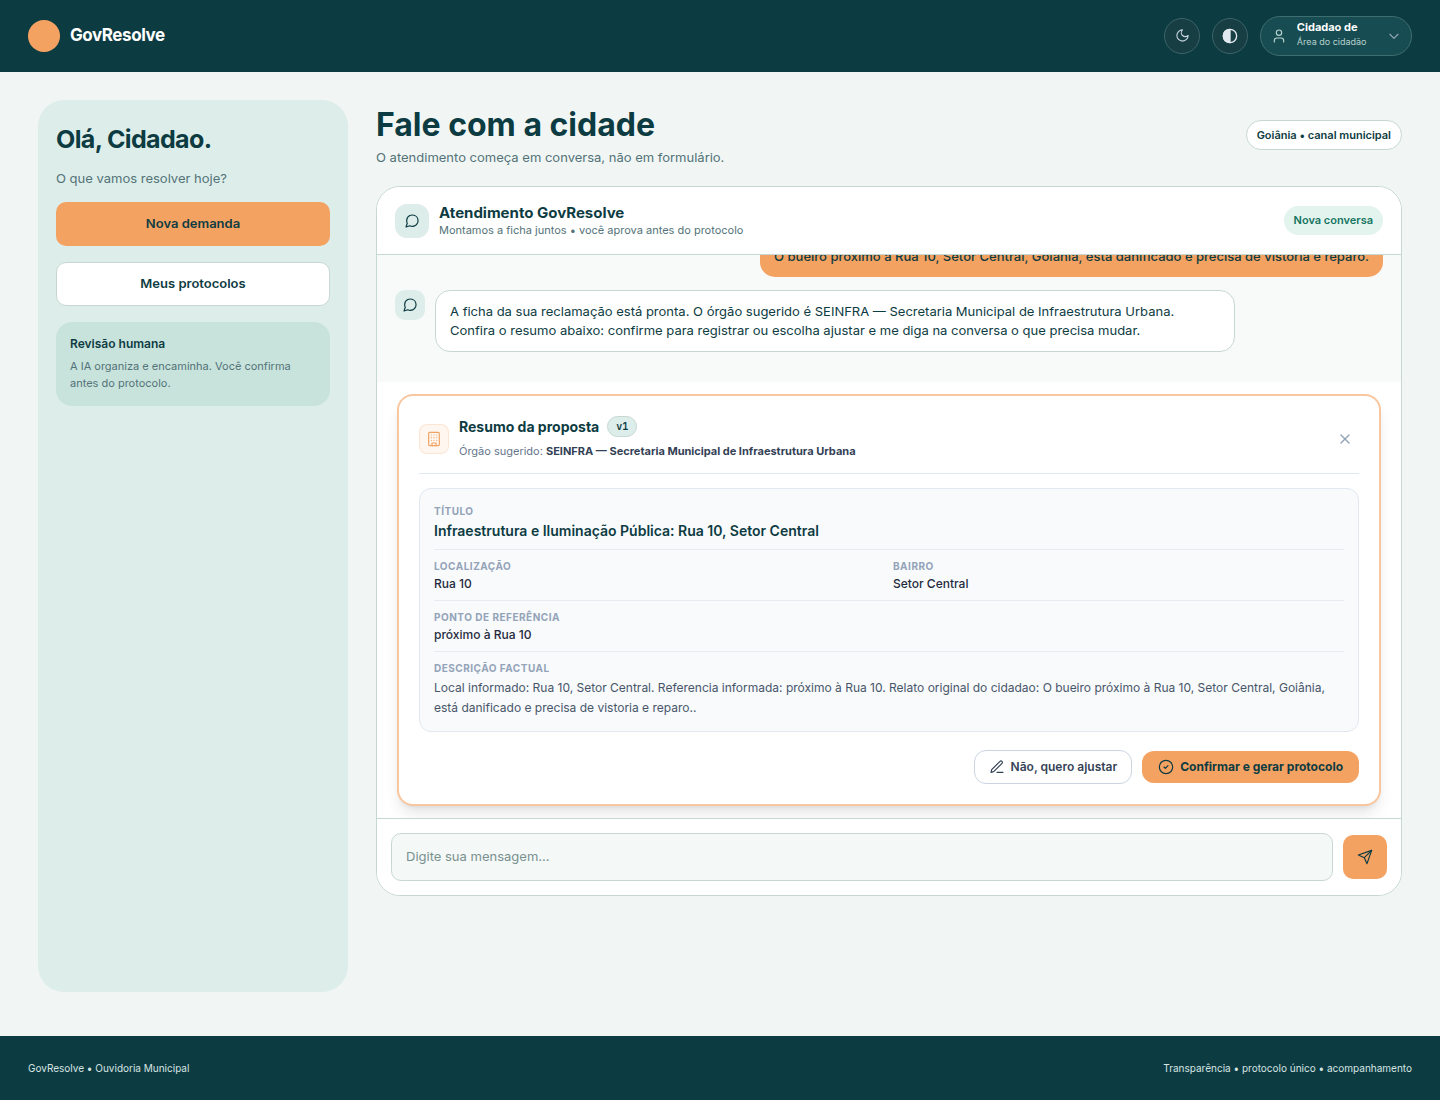 GovResolve
Cidadao de
Área do cidadão
Olá, Cidadao.
O que vamos resolver hoje?
Nova demanda
Meus protocolos
Revisão humana
A IA organiza e encaminha. Você confirma
antes do protocolo.
Fale com a cidade
O atendimento começa em conversa, não em formulário.
Goiânia • canal municipal
Atendimento GovResolve
Montamos a ficha juntos • você aprova antes do protocolo
Nova conversa
O bueiro próximo à Rua 10, Setor Central, Goiânia, está danificado e precisa de vistoria e reparo.
A ficha da sua reclamação está pronta. O órgão sugerido é SEINFRA — Secretaria Municipal de Infraestrutura Urbana.
Confira o resumo abaixo: confirme para registrar ou escolha ajustar e me diga na conversa o que precisa mudar.
Resumo da proposta v1
Órgão sugerido: SEINFRA — Secretaria Municipal de Infraestrutura Urbana
TÍTULO
Infraestrutura e Iluminação Pública: Rua 10, Setor Central
LOCALIZAÇÃO
Rua 10
BAIRRO
Setor Central
PONTO DE REFERÊNCIA
próximo à Rua 10
DESCRIÇÃO FACTUAL
Local informado: Rua 10, Setor Central. Referencia informada: próximo à Rua 10. Relato original do cidadao: O bueiro próximo à Rua 10, Setor Central, Goiânia,
está danificado e precisa de vistoria e reparo..
Não, quero ajustar
Confirmar e gerar protocolo
Digite sua mensagem...
GovResolve • Ouvidoria Municipal
Transparência • protocolo único • acompanhamento